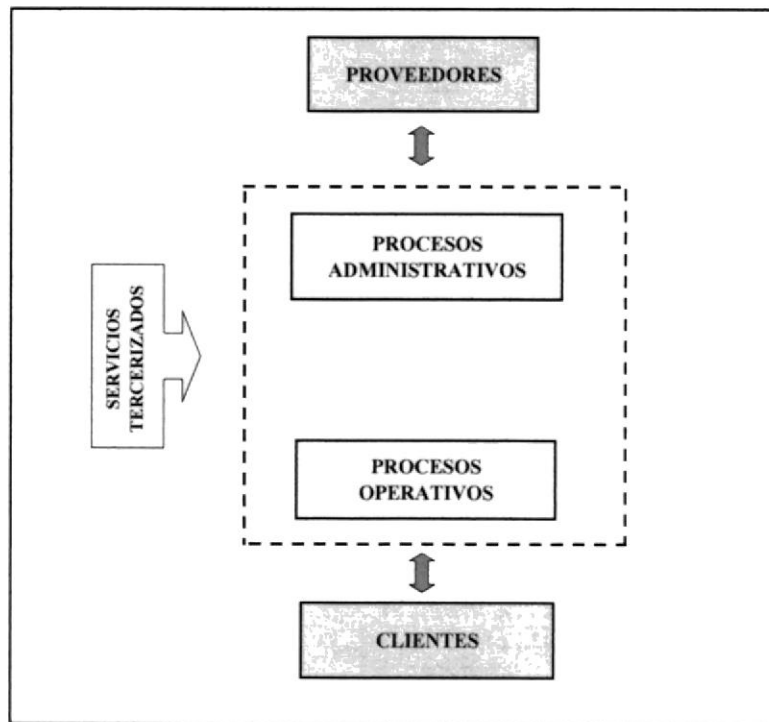 PROVEEDORES
PROCESOS
ADMINISTRATIVOS
SERVICIOS
TERCERIZADOS
PROCESOS
OPERATIVOS
CLIENTES